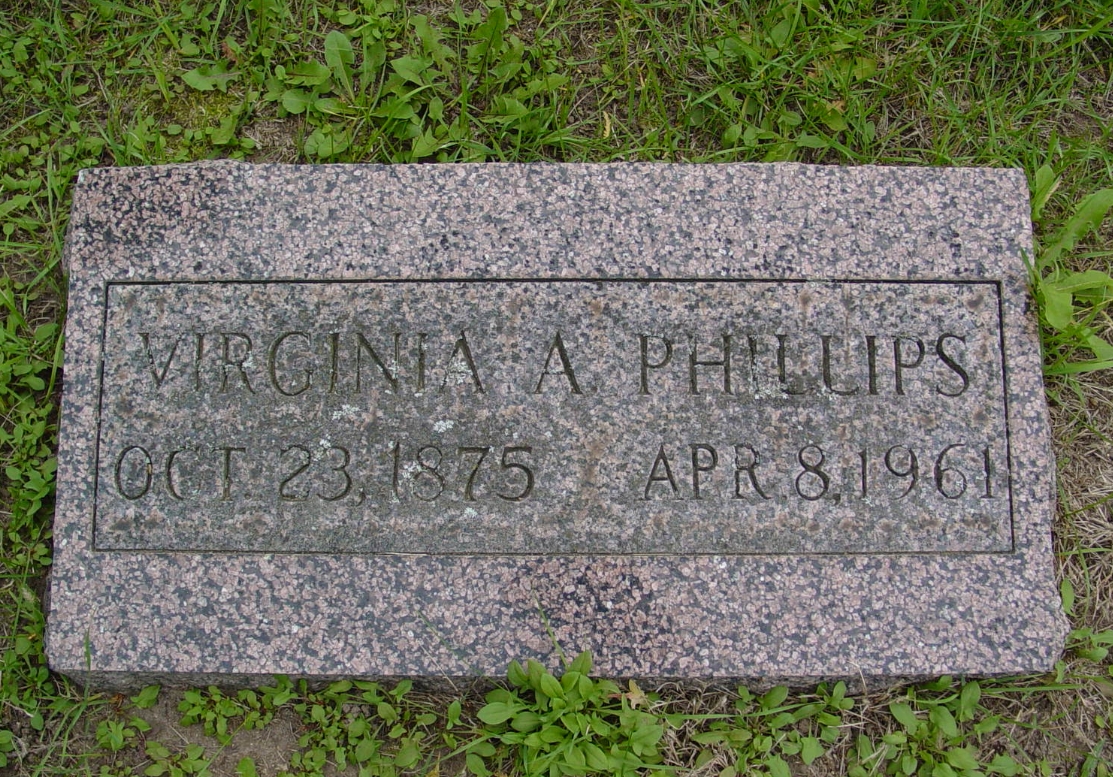 VIRGINIA A PHILLIPS
OCT. 23, 1875 APR. 8, 1961